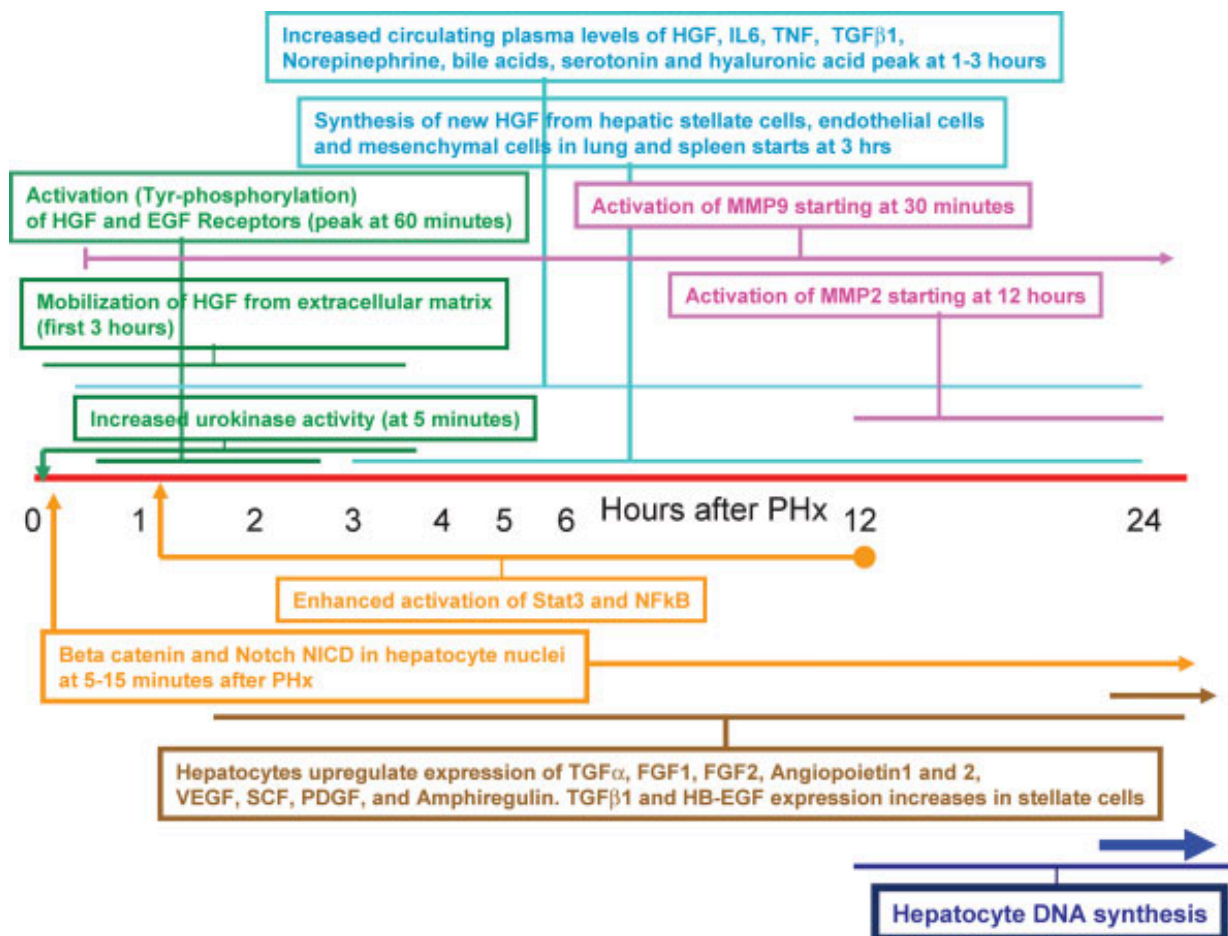 Increased circulating plasma levels of HGF, IL6, TNF, TGFβ1,
Norepinephrine, bile acids, serotonin and hyaluronic acid peak at 1-3 hours
Synthesis of new HGF from hepatic stellate cells, endothelial cells
and mesenchymal cells in lung and spleen starts at 3 hrs
Activation (Tyr-phosphorylation)
of HGF and EGF Receptors (peak at 60 minutes)
Activation of MMP9 starting at 30 minutes
Mobilization of HGF from extracellular matrix
(first 3 hours)
Activation of MMP2 starting at 12 hours
Increased urokinase activity (at 5 minutes)
0 1 2 3 4 5 6 Hours after PHx 12 24
Enhanced activation of Stat3 and NFkB
Beta catenin and Notch NICD in hepatocyte nuclei
at 5-15 minutes after PHx
Hepatocytes upregulate expression of TGFα, FGF1, FGF2, Angiopoietin1 and 2,
VEGF, SCF, PDGF, and Amphiregulin. TGFβ1 and HB-EGF expression increases in stellate cells
Hepatocyte DNA synthesis